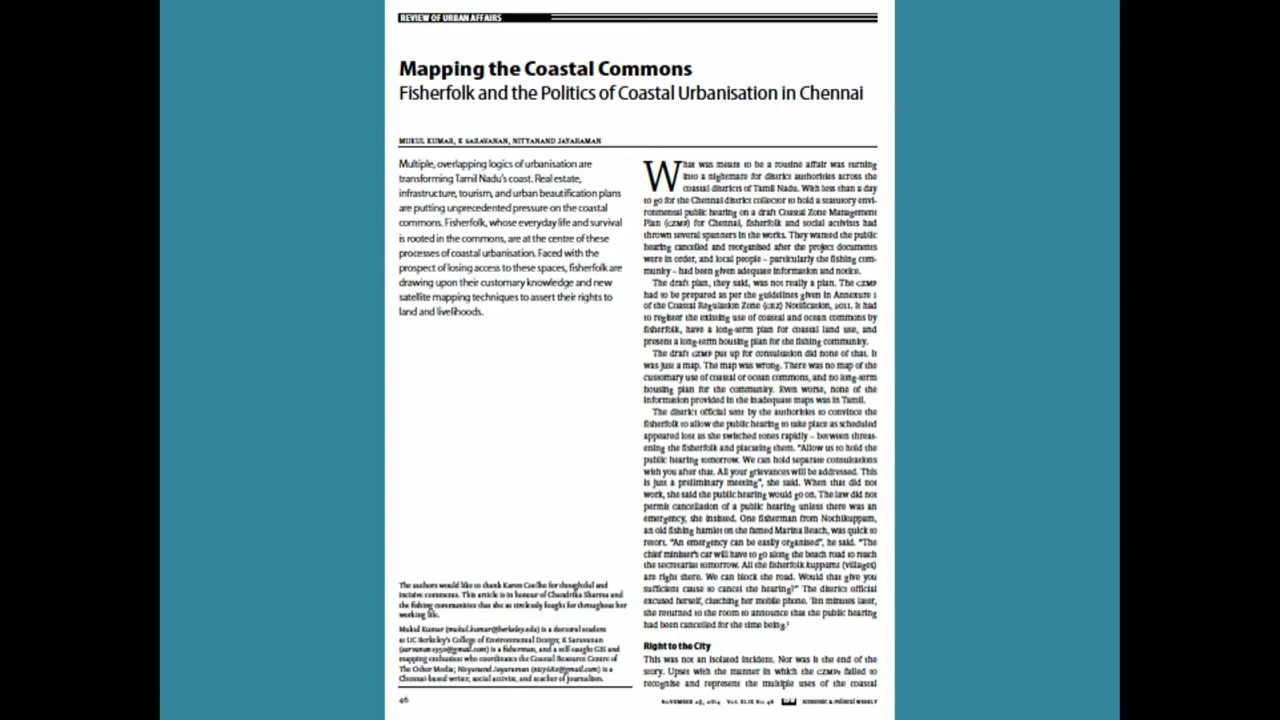 REVIEW OF URBAN AFFAIRS
Mapping the Coastal Commons
Fisherfolk and the Politics of Coastal Urbanisation in Chennai
MUKUL KUMAR, K SARAVANAN, NITYANAND JAYARAMAN
Multiple, overlapping logics of urbanisation are
transforming Tamil Nadu's coast. Real estate,
infrastructure, tourism, and urban beautification plans
are putting unprecedented pressure on the coastal
commons. Fisherfolk, whose everyday life and survival
is rooted in the commons, are at the centre of these
processes of coastal urbanisation. Faced with the
prospect of losing access to these spaces, fisherfolk are
drawing upon their customary knowledge and new
satellite mapping techniques to assert their rights to
land and livelihoods.
The authors would like to thank Karen Coelho for thoughtful and
incisive comments. This article is in honour of Chandrika Sharma and
the fishing communities that she so tirelessly fought for throughout her
working life.
Mukul Kumar (mukul.kumar@berkeley.edu) is a doctoral student
at UC Berkeley's College of Environmental Design; K Saravanan
is a fisherman, and a self-taught GIS and
mapping enthusiast who coordinates the Coastal Resource Centre of
The Other Media; Nityanand Jayaraman is a
Chennai-based writer, social activist, and teacher of journalism.
46
What was meant to be a routine affair was turning
into a nightmare for district authorities across the
coastal districts of Tamil Nadu. With less than a day
to go for the Chennai district collector to hold a statutory envi-
ronmental public hearing on a draft Coastal Zone Management
Plan (CZMP) for Chennai, fisherfolk and social activists had
thrown several spanners in the works. They wanted the public
hearing cancelled and reorganised after the project documents
were in order, and local people – particularly the fishing com-
munity – had been given adequate information and notice.
The draft plan, they said, was not really a plan. The CZMP
had to be prepared as per the guidelines given in Annexure 1
of the Coastal Regulation Zone (CRZ) Notification, 2011. It had
to register the existing use of coastal and ocean commons by
fisherfolk, have a long-term plan for coastal land use, and
present a long-term housing plan for the fishing community.
The draft CZMP put up for consultation did none of that. It
was just a map. The map was wrong. There was no map of the
customary use of coastal or ocean commons, and no long-term
housing plan for the community. Even worse, none of the
information provided in the inadequate maps was in Tamil.
The district official sent by the authorities to convince the
fisherfolk to allow the public hearing to take place as scheduled
appeared lost as she switched tones rapidly – between threat-
ening the fisherfolk and placating them. "Allow us to hold the
public hearing tomorrow. We can hold separate consultations
with you after that. All your grievances will be addressed. This
is just a preliminary meeting", she said. When that did not
work, she said the public hearing would go on. The law did not
permit cancellation of a public hearing unless there was an
emergency, she insisted. One fisherman from Nochikuppam,
an old fishing hamlet on the famed Marina Beach, was quick to
retort. "An emergency can be easily organised", he said. "The
chief minister's car will have to go along the beach road to reach
the secretariat tomorrow. All the fisherfolk kuppams (villages)
are right there. We can block the road. Would that give you
sufficient cause to cancel the hearing?" The district official
excused herself, clutching her mobile phone. Ten minutes later,
she returned to the room to announce that the public hearing
had been cancelled for the time being.¹
Right to the City
This was not an isolated incident. Nor was it the end of the
story. Upset with the manner in which the CZMPs failed to
recognise and represent the multiple uses of the coastal
NOVEMBER 29, 2014 VOL XLIX NO 48 EPW ECONOMIC & POLITICAL WEEKLY